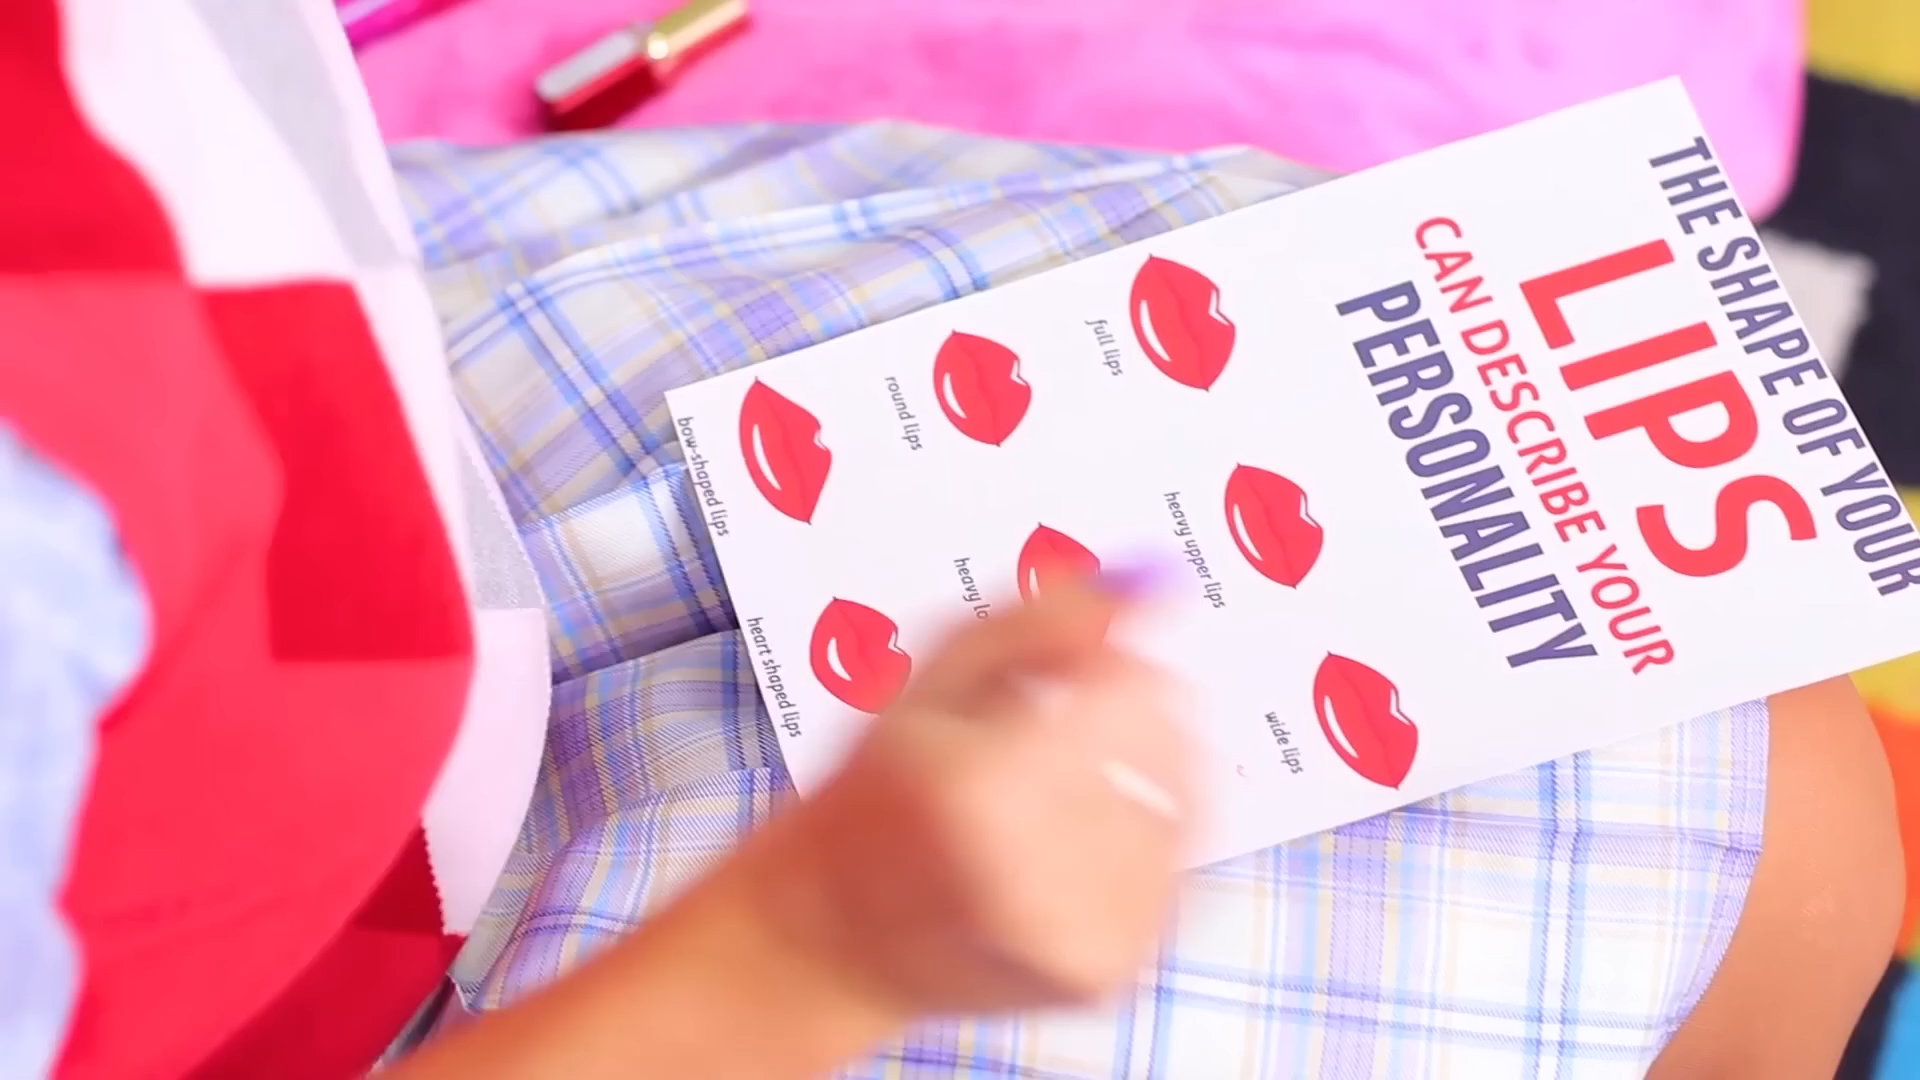 THE SHAPE OF YOUR
LIPS
CAN DESCRIBE YOUR
PERSONALITY
full lips
wide lips
heavy upper lips
round lips
heavy
bow-shaped lips
heart shaped lips